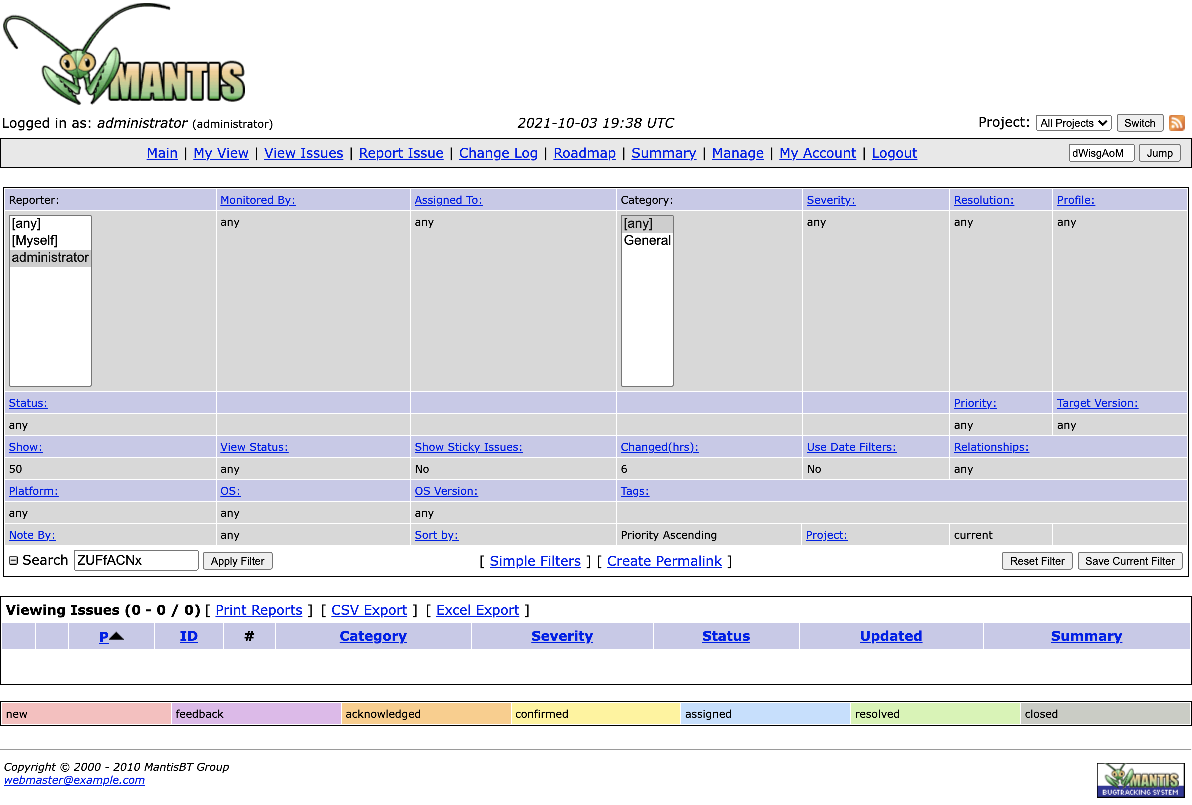 MANTIS
Logged in as: administrator (administrator) 2021-10-03 19:38 UTC Project: All Projects Switch
Main | My View | View Issues | Report Issue | Change Log | Roadmap | Summary | Manage | My Account | Logout dWisgAoM Jump
Reporter: Monitored By: Assigned To: Category: Severity: Resolution: Profile:
[any] any any [any] any any any
[Myself] General
administrator
Status: Priority: Target Version:
any any any
Show: View Status: Show Sticky Issues: Changed(hrs): Use Date Filters: Relationships:
50 any No 6 No any
Platform: OS: OS Version: Tags:
any any any
Note By: any Sort by: Priority Ascending Project: current
Search ZUFfACNx Apply Filter [ Simple Filters ] [ Create Permalink ] Reset Filter Save Current Filter
Viewing Issues (0 - 0 / 0) [ Print Reports ] [ CSV Export ] [ Excel Export ]
P ID # Category Severity Status Updated Summary
new feedback acknowledged confirmed assigned resolved closed
Copyright © 2000 - 2010 MantisBT Group
webmaster@example.com
MANTIS
BUGTRACKING SYSTEM